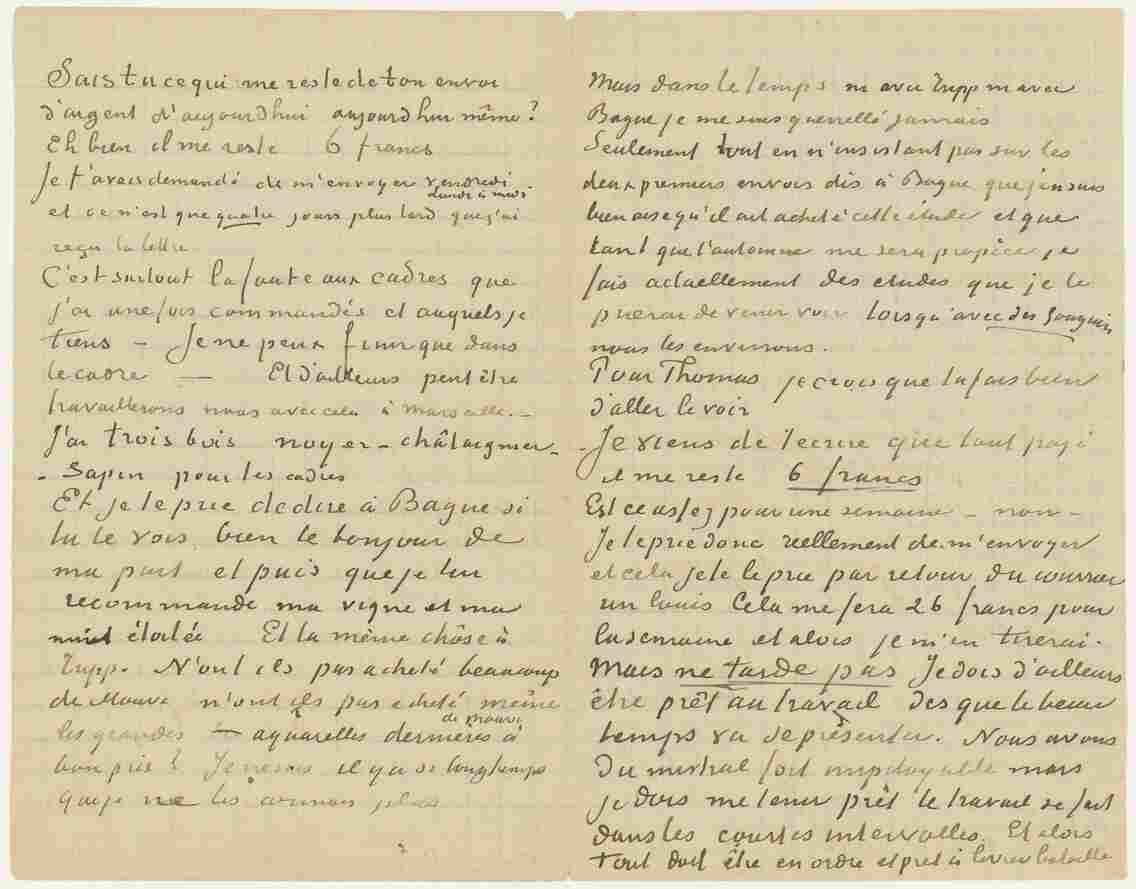 Sais tu ce qui me reste de ton envoi
d'argent d'aujourdhui aujourdhui même?
Eh bien il me reste 6 francs
Je t'avais demandé de m'envoyer vendredi
lundi à midi
et ce n'est que quatre jours plus tard que j'ai
reçu la lettre
C'est surtout la faute aux cadres que
j'ai une fois commandés et auxquels je
tiens – Je ne peux finir que dans
le cadre — Et d'ailleurs peut être
travaillerons nous avec cela à Marseille. –
J'ai trois bois noyer – châtaignier –
– Sapin pour les cadres
Et je te prie de dire à Bague si
tu le vois bien le bonjour de
ma part et puis que je lui
recommande ma vigne et ma
nuit étoilée Et la même chôse à
Tripp. N'ont ils pas acheté beaucoup
de Mauve n'ont ils pas acheté même
les grandes – aquarelles dernières de Mauve à
bon prix? Je ne sais il y a si longtemps
que je ne les connais plus
Mais dans le temps ni avec Tripp ni avec
Bague je me suis querellé jamais
Seulement tout en n'insistant pas sur les
deux premiers envois dis à Bague que j'en suis
bien aise qu'il ait acheté cette étude et que
tant que l'automne me sera propice je
fais actuellement des etudes que je le
prierai de venir voir lorsqu'avec des Gauguin
nous les environs.
Pour Thomas je crois que tu fais bien
d'aller le voir
– Je viens de t'ecrire que tout payé
il me reste 6 francs
Est ce assez pour une semaine – non –
Je te prie donc reellement de m'envoyer
et cela je te le prie par retour du courrier
un louis Cela me fera 26 francs pour
la semaine et alors je m'en tirerai.
Mais ne tarde pas Je dois d'ailleurs
être prêt au travail des que le beau
temps va se présenter. Nous avons
du mistral fort impitoyable mais
je dois me tenir prêt le travail se fait
dans les courtes intervalles. Et alors
tout doit être en ordre et pret à livrer bataille